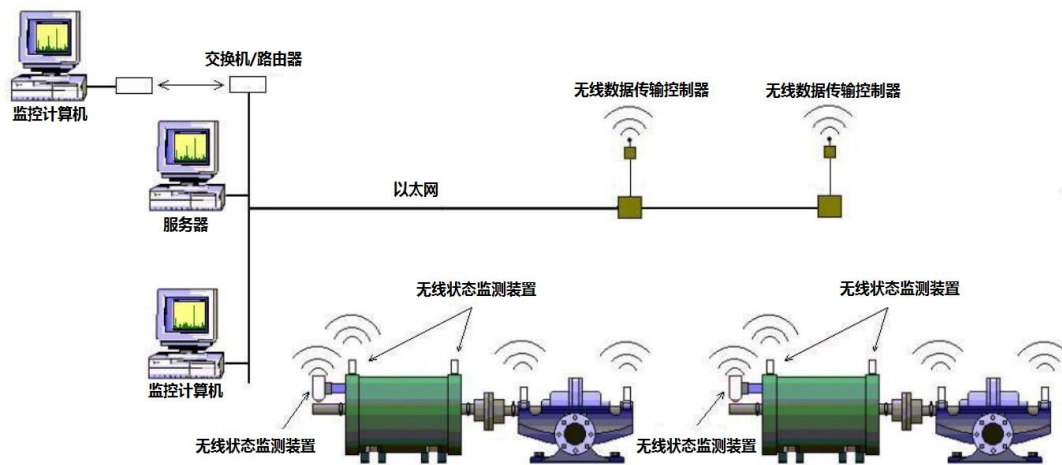 交换机/路由器
监控计算机
无线数据传输控制器
无线数据传输控制器
服务器
以太网
监控计算机
无线状态监测装置
无线状态监测装置
无线状态监测装置
无线状态监测装置